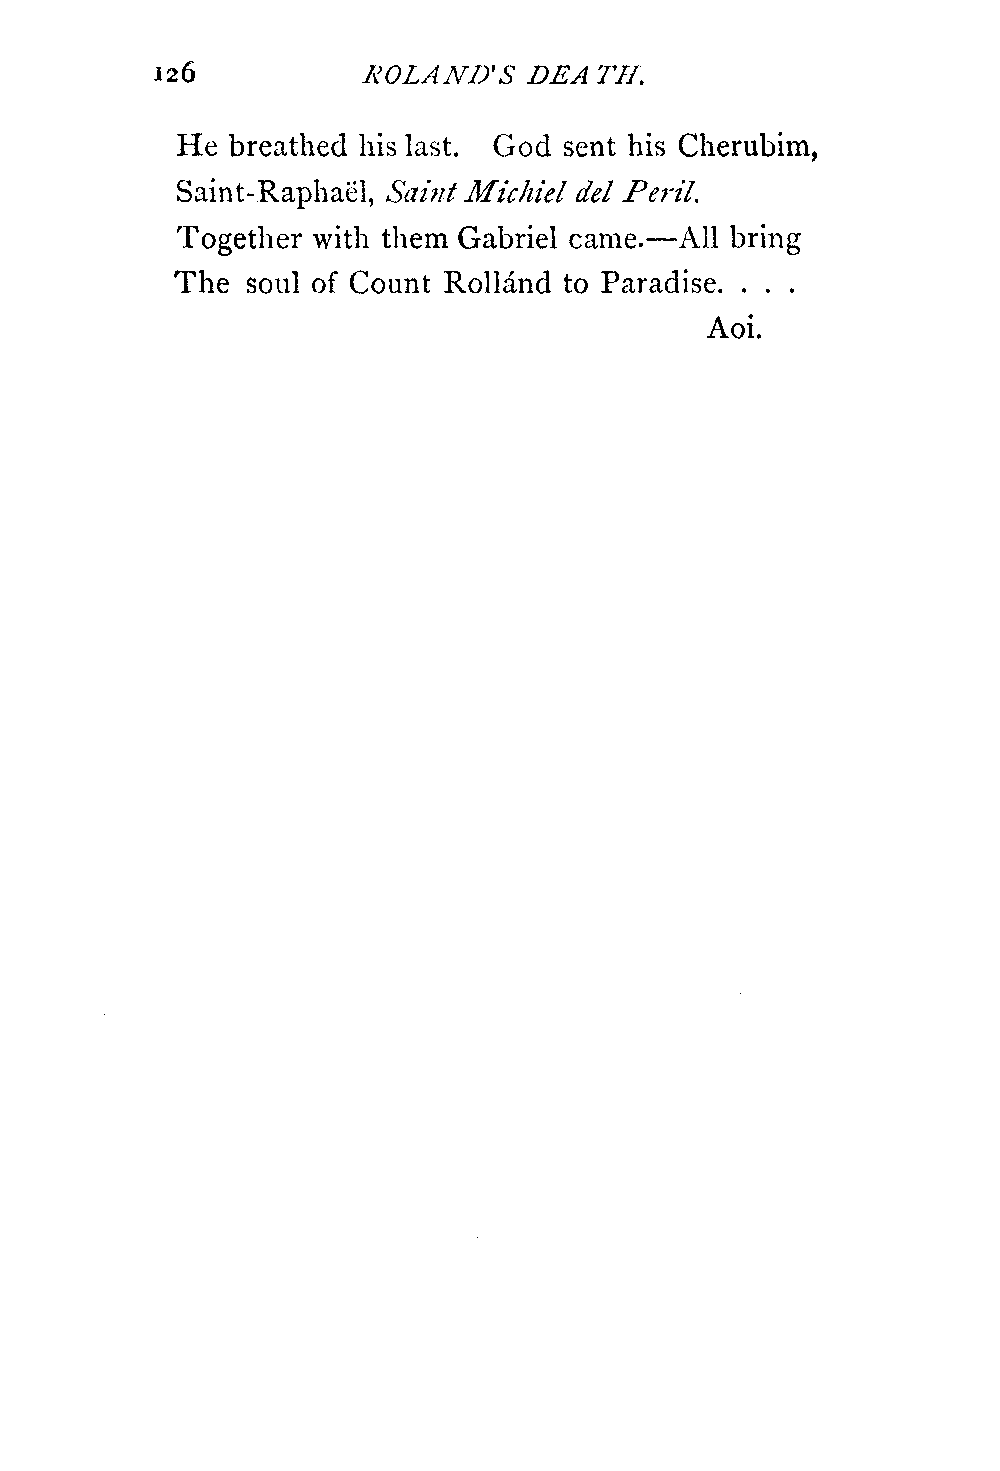 126 ROLAND'S DEATH.
He breathed his last. God sent his Cherubim,
Saint-Raphaël, Saint Michiel del Peril.
Together with them Gabriel came.—All bring
The soul of Count Rollánd to Paradise. . . .
Aoi.